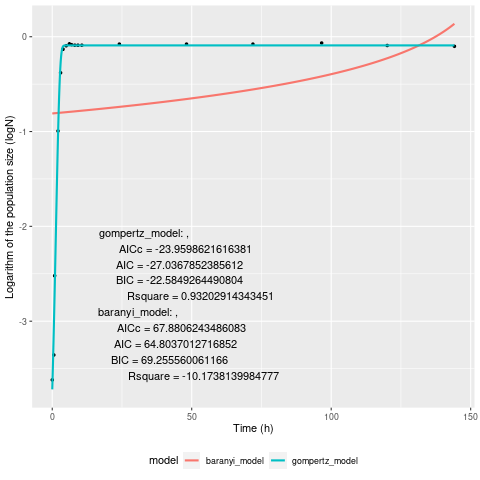 0
-1
-2
-3
Logarithm of the population size (logN)
gompertz_model: ,
AICc = -23.9598621616381
AIC = -27.0367852385612
BIC = -22.5849264490804
Rsquare = 0.93202914343451
baranyi_model: ,
AICc = 67.8806243486083
AIC = 64.8037012716852
BIC = 69.255560061166
Rsquare = -10.1738139984777
0 50 100 150
Time (h)
model baranyi_model gompertz_model